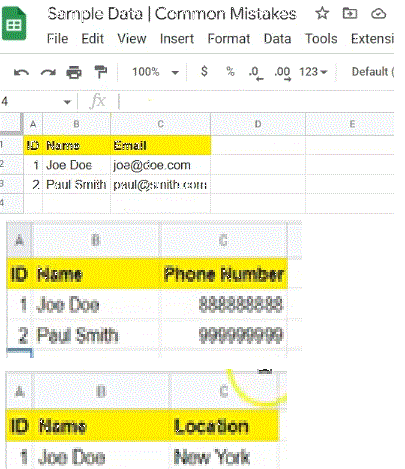 Sample Data | Common Mistakes
File Edit View Insert Format Data Tools Extensi
100% $ % .0 .00 123 Default (
4 fx
A B C D E
1 ID Name Email
2 1 Joe Doe joe@doe.com
3 2 Paul Smith paul@smith.com
4
A B C
ID Name Phone Number
1 Joe Doe 888888888
2 Paul Smith 999999999
A B C
ID Name Location
1 Joe Doe New York